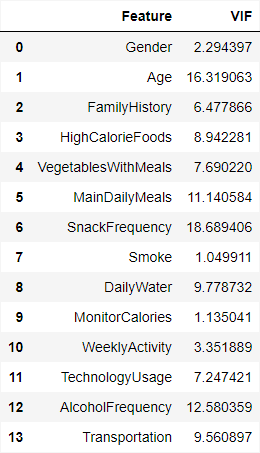 Feature VIF
0 Gender 2.294397
1 Age 16.319063
2 FamilyHistory 6.477866
3 HighCalorieFoods 8.942281
4 VegetablesWithMeals 7.690220
5 MainDailyMeals 11.140584
6 SnackFrequency 18.689406
7 Smoke 1.049911
8 DailyWater 9.778732
9 MonitorCalories 1.135041
10 WeeklyActivity 3.351889
11 TechnologyUsage 7.247421
12 AlcoholFrequency 12.580359
13 Transportation 9.560897